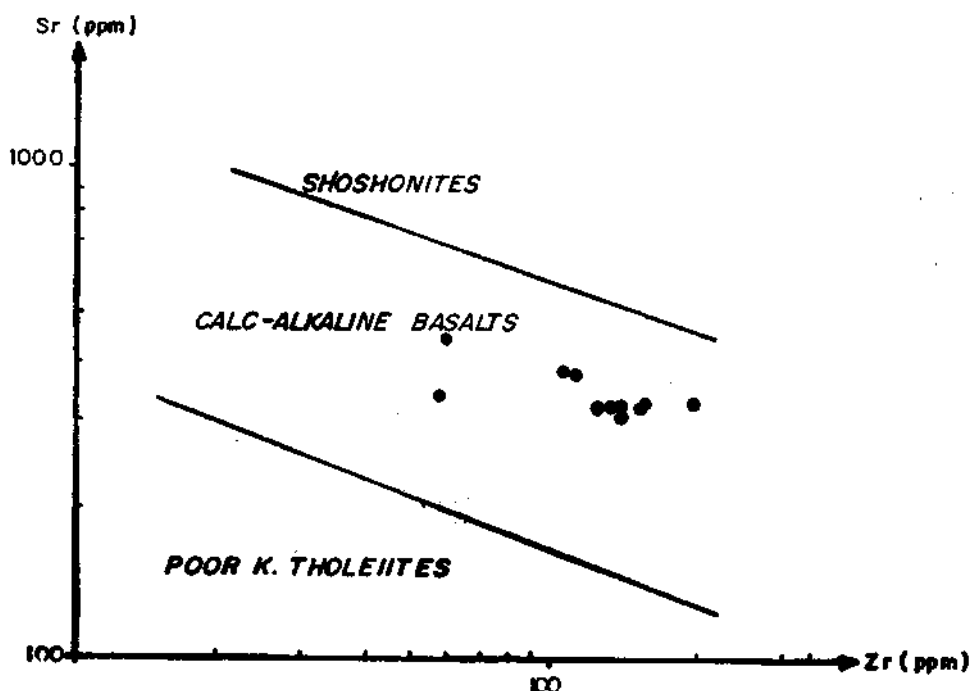 Sr (ppm)
1000
SHOSHONITES
CALC-ALKALINE BASALTS
POOR K. THOLEIITES
100
Zr (ppm)
100